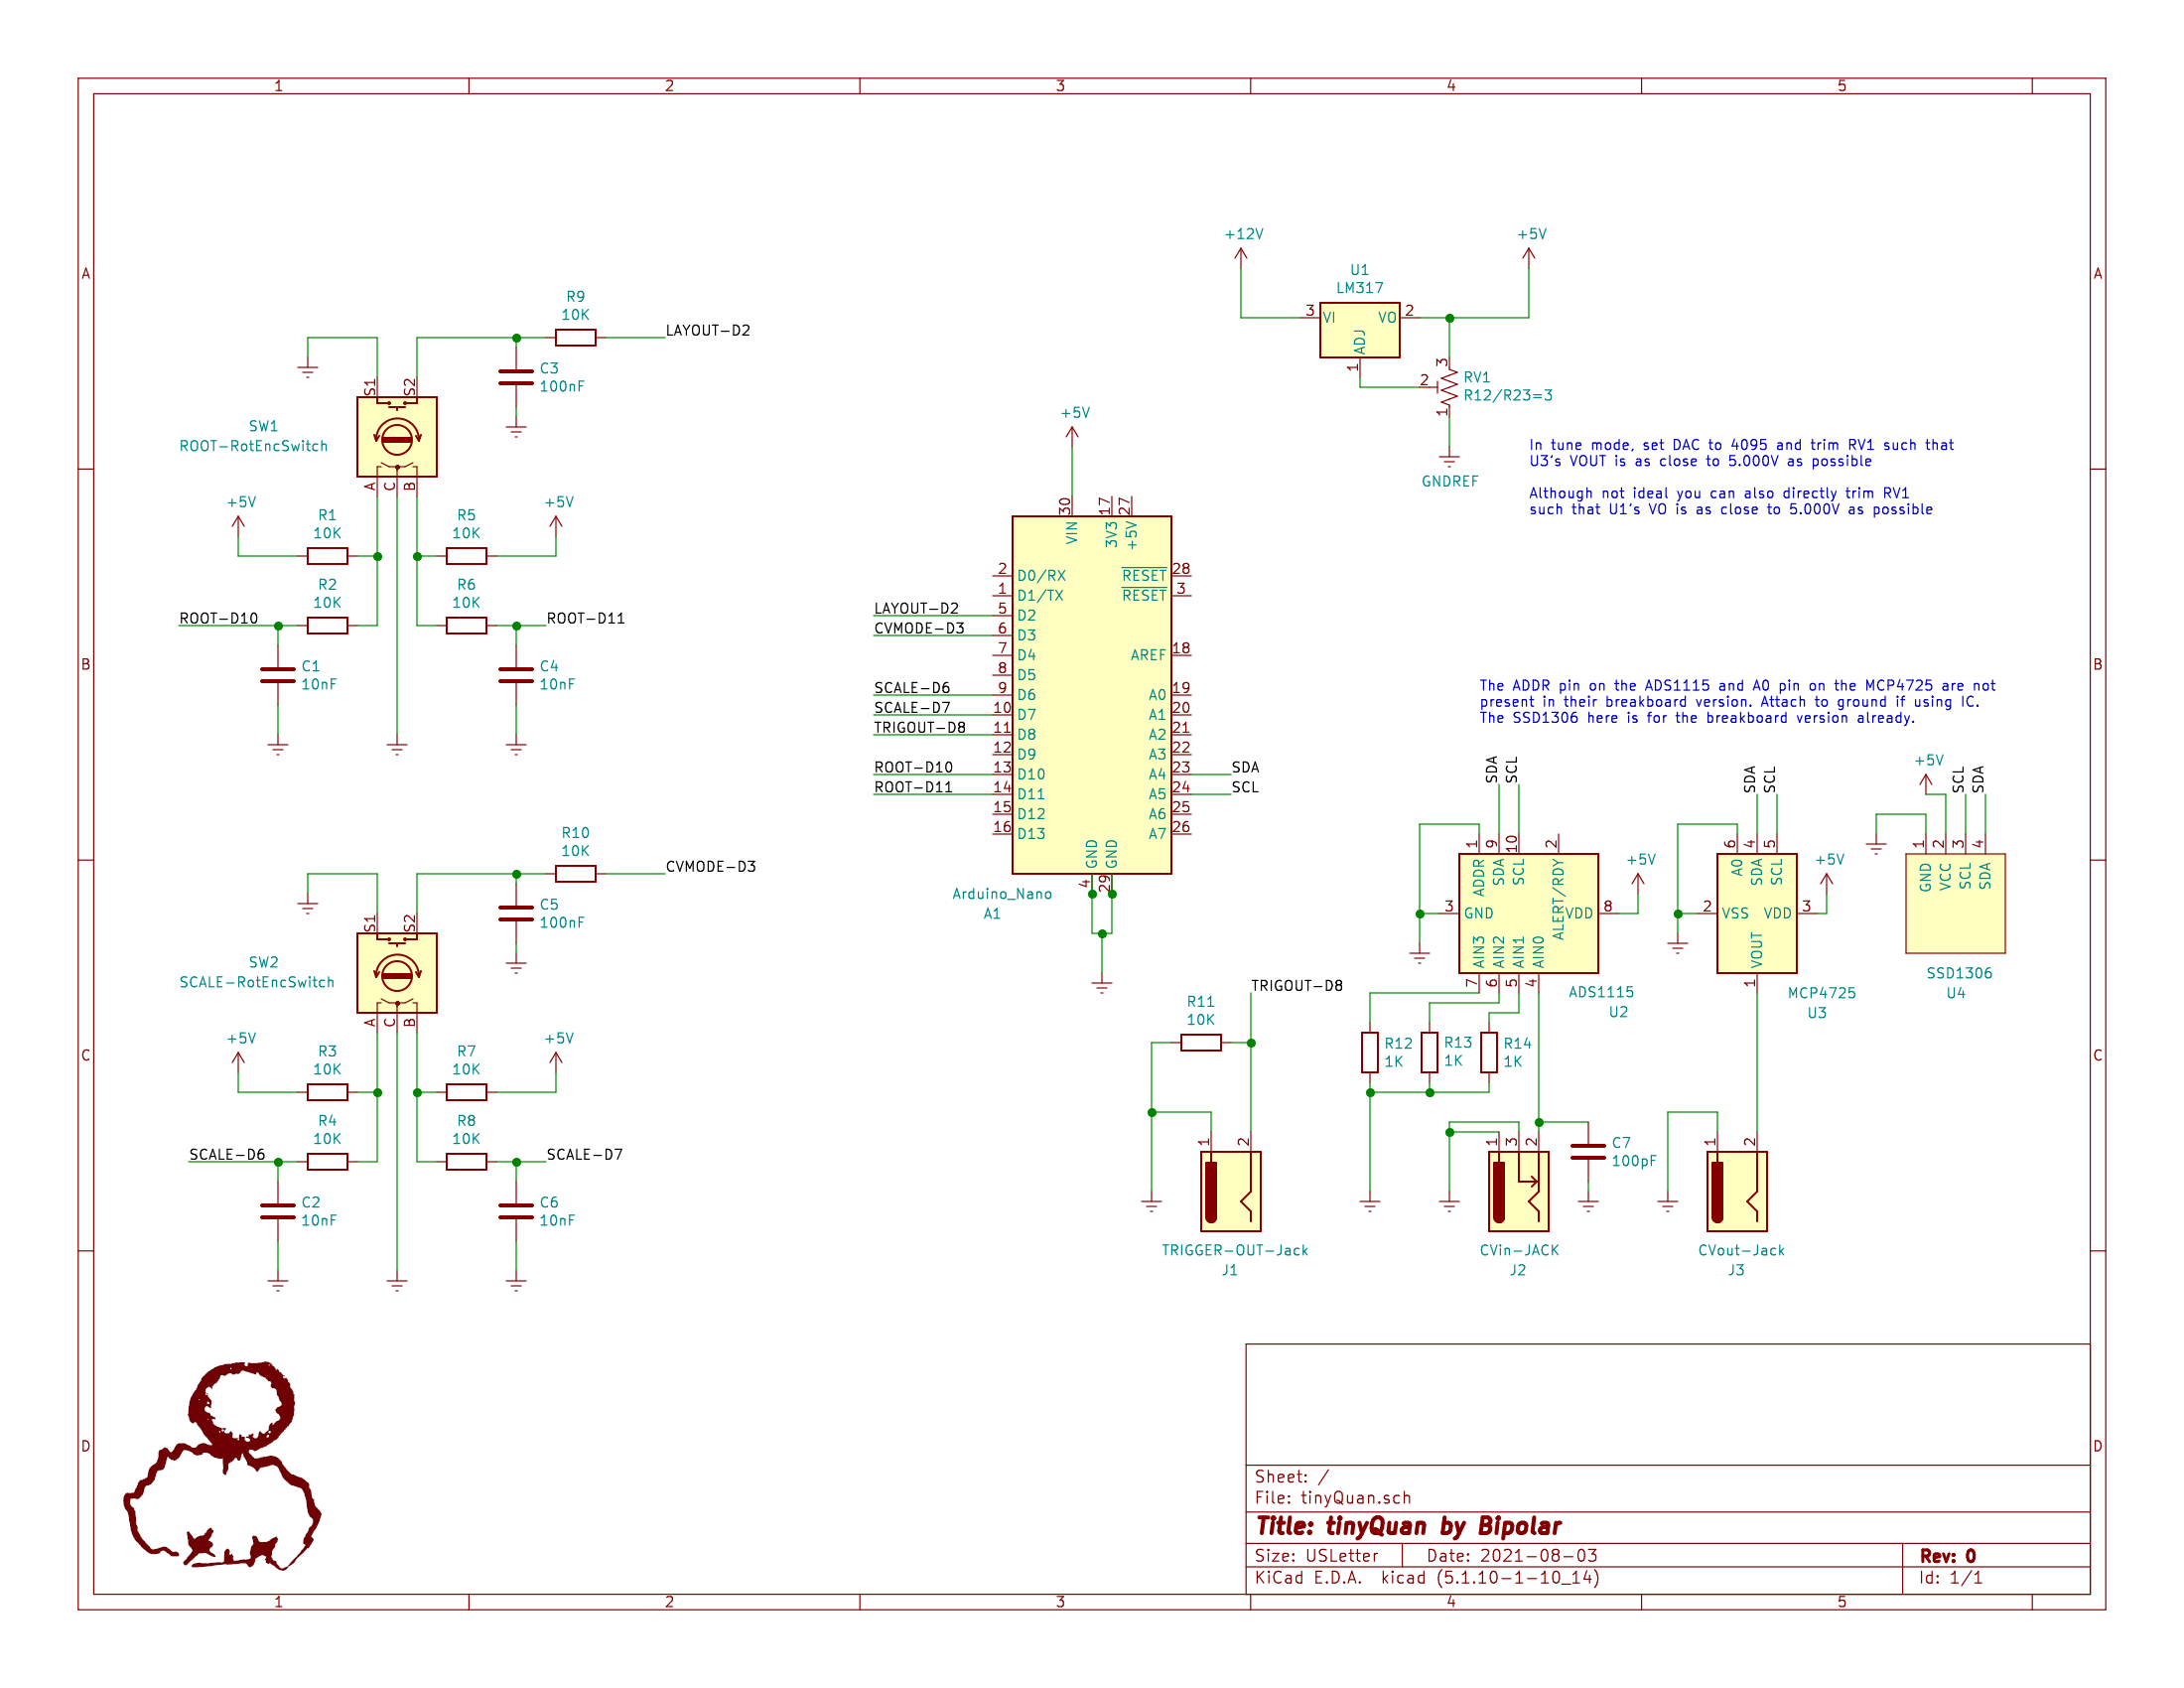 1 2 3 4 5
A A
B B
C C
D D
1 2 3 4 5
R9
10K
LAYOUT-D2
C3
100nF
S1 S2
SW1
ROOT-RotEncSwitch
A C B
+5V
R1
10K
R5
10K
+5V
R2
10K
R6
10K
ROOT-D10
ROOT-D11
C1
10nF
C4
10nF
R10
10K
CVMODE-D3
C5
100nF
S1 S2
SW2
SCALE-RotEncSwitch
A C B
+5V
R3
10K
R7
10K
+5V
R4
10K
R8
10K
SCALE-D6
SCALE-D7
C2
10nF
C6
10nF
+5V
30 17 27
VIN 3V3 +5V
2 D0/RX
1 D1/TX
LAYOUT-D2 5 D2
CVMODE-D3 6 D3
7 D4
8 D5
SCALE-D6 9 D6
SCALE-D7 10 D7
TRIGOUT-D8 11 D8
12 D9
ROOT-D10 13 D10
ROOT-D11 14 D11
15 D12
16 D13
RESET 28
RESET 3
AREF 18
A0 19
A1 20
A2 21
A3 22
A4 23 SDA
A5 24 SCL
A6 25
A7 26
GND GND
4 29
Arduino_Nano
A1
+12V
+5V
U1
LM317
3 VI VO 2
ADJ
1
3
2
1
RV1
R12/R23=3
GNDREF
In tune mode, set DAC to 4095 and trim RV1 such that
U3's VOUT is as close to 5.000V as possible
Although not ideal you can also directly trim RV1
such that U1's VO is as close to 5.000V as possible
The ADDR pin on the ADS1115 and A0 pin on the MCP4725 are not
present in their breakboard version. Attach to ground if using IC.
The SSD1306 here is for the breakboard version already.
SDA SCL
1 9 10 2
ADDR SDA SCL ALERT/RDY
3 GND VDD 8
+5V
AIN3 AIN2 AIN1 AIN0
7 6 5 4
ADS1115
U2
SDA SCL
6 4 5
A0 SDA SCL
2 VSS VDD 3
+5V
VOUT
1
MCP4725
U3
+5V
SCL SDA
1 2 3 4
GND VCC SCL SDA
SSD1306
U4
TRIGOUT-D8
R11
10K
1 2
TRIGGER-OUT-Jack
J1
R12
1K
R13
1K
R14
1K
1 3 2
C7
100pF
CVin-JACK
J2
1 2
CVout-Jack
J3
Sheet: /
File: tinyQuan.sch
Title: tinyQuan by Bipolar
Size: USLetter Date: 2021-08-03 Rev: 0
KiCad E.D.A. kicad (5.1.10-1-10_14) Id: 1/1